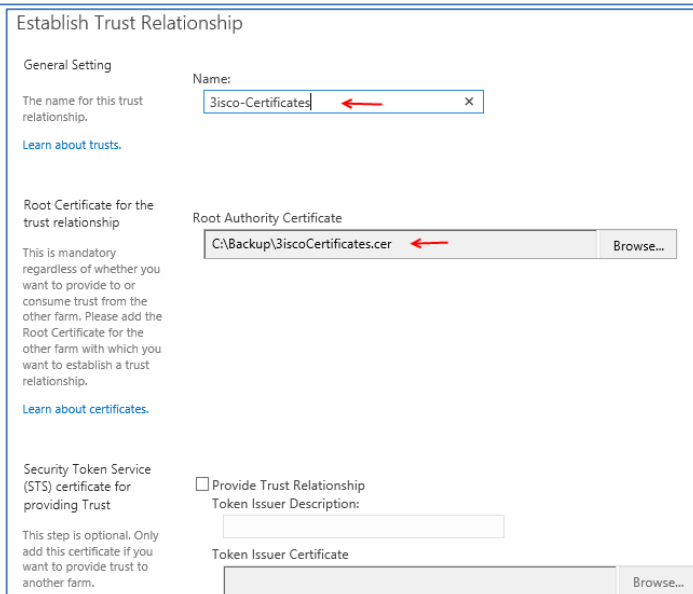 Establish Trust Relationship
General Setting
The name for this trust
relationship.
Learn about trusts.
Name:
3isco-Certificates
×
Root Certificate for the
trust relationship
This is mandatory
regardless of whether you
want to provide to or
consume trust from the
other farm. Please add the
Root Certificate for the
other farm with which you
want to establish a trust
relationship.
Learn about certificates.
Root Authority Certificate
C:\Backup\3iscoCertificates.cer
Browse...
Security Token Service
(STS) certificate for
providing Trust
This step is optional. Only
add this certificate if you
want to provide trust to
another farm.
Provide Trust Relationship
Token Issuer Description:
Token Issuer Certificate
Browse...